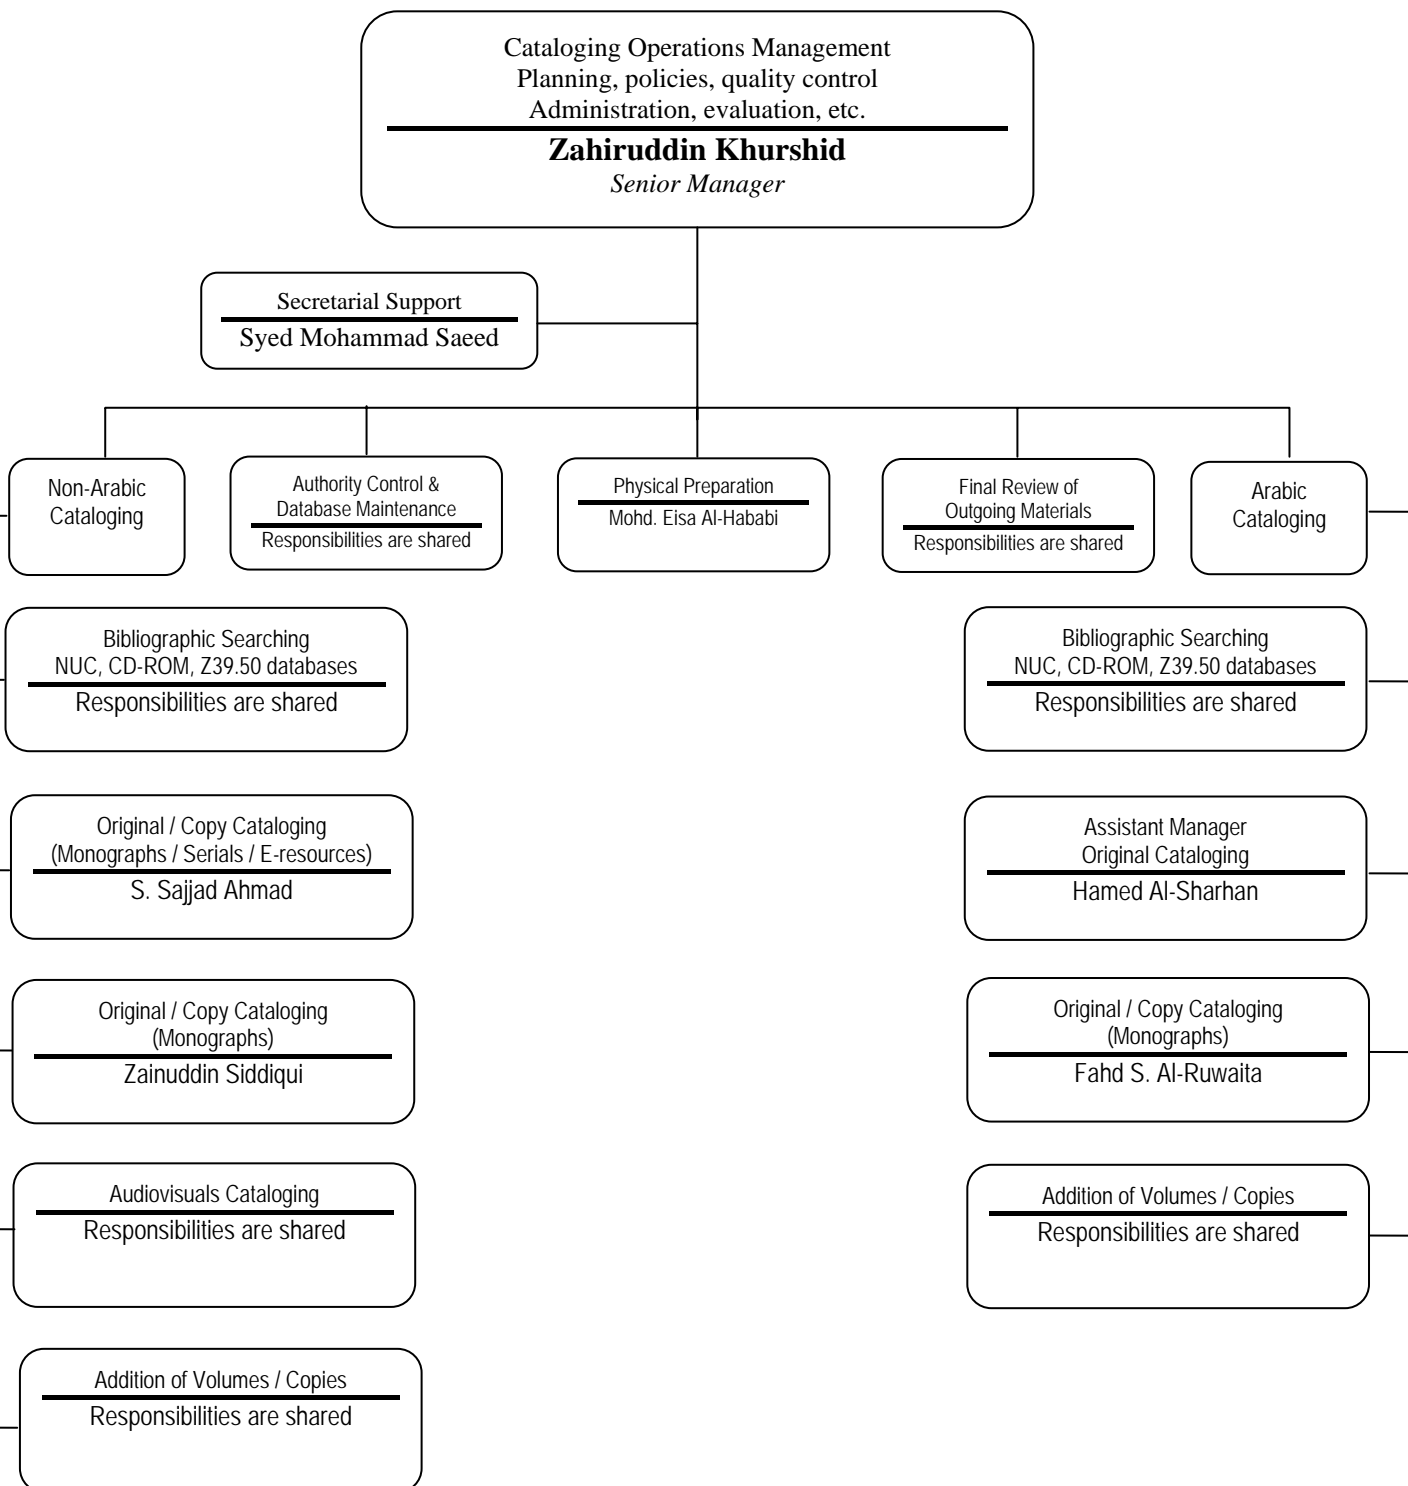 Cataloging Operations Management
Planning, policies, quality control
Administration, evaluation, etc.
Zahiruddin Khurshid
Senior Manager
Secretarial Support
Syed Mohammad Saeed
Non-Arabic
Cataloging
Authority Control &
Database Maintenance
Responsibilities are shared
Physical Preparation
Mohd. Eisa Al-Hababi
Final Review of
Outgoing Materials
Responsibilities are shared
Arabic
Cataloging
Bibliographic Searching
NUC, CD-ROM, Z39.50 databases
Responsibilities are shared
Original / Copy Cataloging
(Monographs / Serials / E-resources)
S. Sajjad Ahmad
Original / Copy Cataloging
(Monographs)
Zainuddin Siddiqui
Audiovisuals Cataloging
Responsibilities are shared
Addition of Volumes / Copies
Responsibilities are shared
Bibliographic Searching
NUC, CD-ROM, Z39.50 databases
Responsibilities are shared
Assistant Manager
Original Cataloging
Hamed Al-Sharhan
Original / Copy Cataloging
(Monographs)
Fahd S. Al-Ruwaita
Addition of Volumes / Copies
Responsibilities are shared